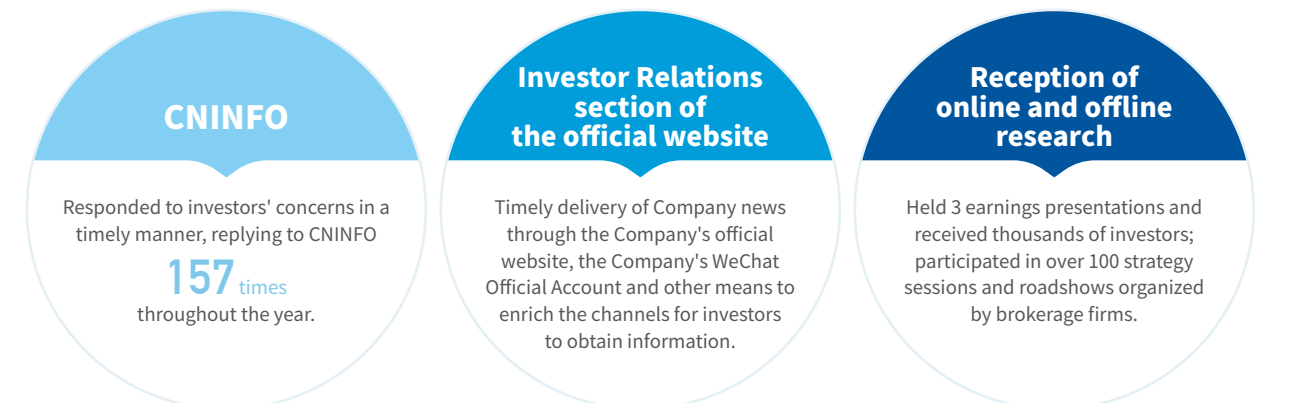 CNINFO
Responded to investors' concerns in a
timely manner, replying to CNINFO
157 times
throughout the year.
Investor Relations
section of
the official website
Timely delivery of Company news
through the Company's official
website, the Company's WeChat
Official Account and other means to
enrich the channels for investors
to obtain information.
Reception of
online and offline
research
Held 3 earnings presentations and
received thousands of investors;
participated in over 100 strategy
sessions and roadshows organized
by brokerage firms.